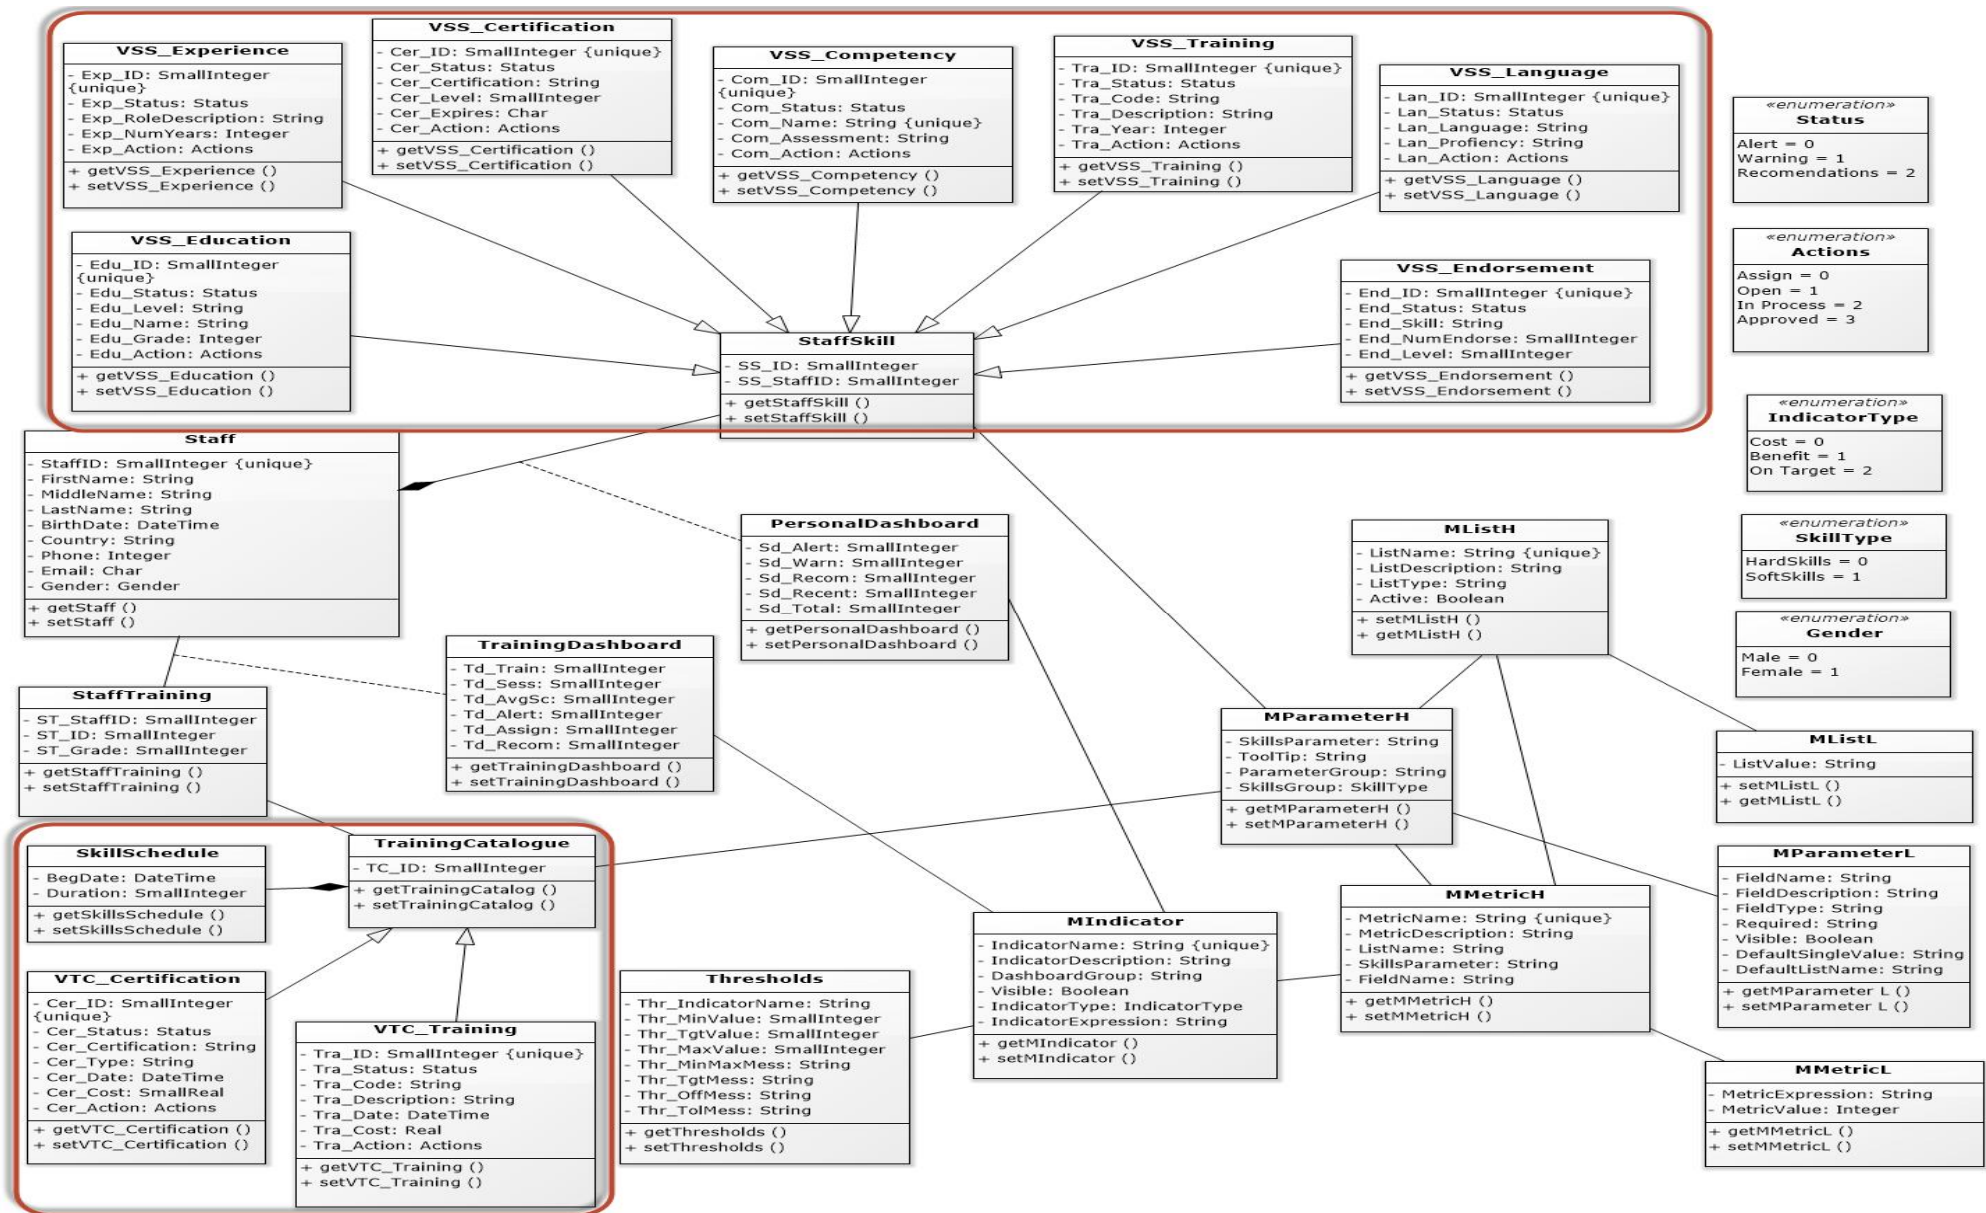 VSS_Experience
- Exp_ID: SmallInteger
{unique}
- Exp_Status: Status
- Exp_RoleDescription: String
- Exp_NumYears: Integer
- Exp_Action: Actions
+ getVSS_Experience ()
+ setVSS_Experience ()
VSS_Certification
- Cer_ID: SmallInteger {unique}
- Cer_Status: Status
- Cer_Certification: String
- Cer_Level: SmallInteger
- Cer_Expires: Char
- Cer_Action: Actions
+ getVSS_Certification ()
+ setVSS_Certification ()
VSS_Competency
- Com_ID: SmallInteger
{unique}
- Com_Status: Status
- Com_Name: String {unique}
- Com_Assessment: String
- Com_Action: Actions
+ getVSS_Competency ()
+ setVSS_Competency ()
VSS_Training
- Tra_ID: SmallInteger {unique}
- Tra_Status: Status
- Tra_Code: String
- Tra_Description: String
- Tra_Year: Integer
- Tra_Action: Actions
+ getVSS_Training ()
+ setVSS_Training ()
VSS_Language
- Lan_ID: SmallInteger {unique}
- Lan_Status: Status
- Lan_Language: String
- Lan_Profiency: String
- Lan_Action: Actions
+ getVSS_Language ()
+ setVSS_Language ()
«enumeration»
Status
Alert = 0
Warning = 1
Recomendations = 2
«enumeration»
Actions
Assign = 0
Open = 1
In Process = 2
Approved = 3
VSS_Education
- Edu_ID: SmallInteger
{unique}
- Edu_Status: Status
- Edu_Level: String
- Edu_Name: String
- Edu_Grade: Integer
- Edu_Action: Actions
+ getVSS_Education ()
+ setVSS_Education ()
StaffSkill
- SS_ID: SmallInteger
- SS_StaffID: SmallInteger
+ getStaffSkill ()
+ setStaffSkill ()
VSS_Endorsement
- End_ID: SmallInteger {unique}
- End_Status: Status
- End_Skill: String
- End_NumEndorse: SmallInteger
- End_Level: SmallInteger
+ getVSS_Endorsement ()
+ setVSS_Endorsement ()
«enumeration»
IndicatorType
Cost = 0
Benefit = 1
On Target = 2
Staff
- StaffID: SmallInteger {unique}
- FirstName: String
- MiddleName: String
- LastName: String
- BirthDate: DateTime
- Country: String
- Phone: Integer
- Email: Char
- Gender: Gender
+ getStaff ()
+ setStaff ()
PersonalDashboard
- Sd_Alert: SmallInteger
- Sd_Warn: SmallInteger
- Sd_Recom: SmallInteger
- Sd_Recent: SmallInteger
- Sd_Total: SmallInteger
+ getPersonalDashboard ()
+ setPersonalDashboard ()
MListH
- ListName: String {unique}
- ListDescription: String
- ListType: String
- Active: Boolean
+ setMListH ()
+ getMListH ()
«enumeration»
SkillType
HardSkills = 0
SoftSkills = 1
«enumeration»
Gender
Male = 0
Female = 1
TrainingDashboard
- Td_Train: SmallInteger
- Td_Sess: SmallInteger
- Td_AvgSc: SmallInteger
- Td_Alert: SmallInteger
- Td_Assign: SmallInteger
- Td_Recom: SmallInteger
+ getTrainingDashboard ()
+ setTrainingDashboard ()
StaffTraining
- ST_StaffID: SmallInteger
- ST_ID: SmallInteger
- ST_Grade: SmallInteger
+ getStaffTraining ()
+ setStaffTraining ()
MParameterH
- SkillsParameter: String
- ToolTip: String
- ParameterGroup: String
- SkillsGroup: SkillType
+ getMParameterH ()
+ setMParameterH ()
MListL
- ListValue: String
+ setMListL ()
+ getMListL ()
SkillSchedule
- BegDate: DateTime
- Duration: SmallInteger
+ getSkillsSchedule ()
+ setSkillsSchedule ()
TrainingCatalogue
- TC_ID: SmallInteger
+ getTrainingCatalog ()
+ setTrainingCatalog ()
MParameterL
- FieldName: String
- FieldDescription: String
- FieldType: String
- Required: String
- Visible: Boolean
- DefaultSingleValue: String
- DefaultListName: String
+ getMParameter L ()
+ setMParameter L ()
MMetricH
- MetricName: String {unique}
- MetricDescription: String
- ListName: String
- SkillsParameter: String
- FieldName: String
+ getMMetricH ()
+ setMMetricH ()
MIndicator
- IndicatorName: String {unique}
- IndicatorDescription: String
- DashboardGroup: String
- Visible: Boolean
- IndicatorType: IndicatorType
- IndicatorExpression: String
+ getMIndicator ()
+ setMIndicator ()
VTC_Certification
- Cer_ID: SmallInteger
{unique}
- Cer_Status: Status
- Cer_Certification: String
- Cer_Type: String
- Cer_Date: DateTime
- Cer_Cost: SmallReal
- Cer_Action: Actions
+ getVTC_Certification ()
+ setVTC_Certification ()
VTC_Training
- Tra_ID: SmallInteger {unique}
- Tra_Status: Status
- Tra_Code: String
- Tra_Description: String
- Tra_Date: DateTime
- Tra_Cost: Real
- Tra_Action: Actions
+ getVTC_Training ()
+ setVTC_Training ()
Thresholds
- Thr_IndicatorName: String
- Thr_MinValue: SmallInteger
- Thr_TgtValue: SmallInteger
- Thr_MaxValue: SmallInteger
- Thr_MinMaxMess: String
- Thr_TgtMess: String
- Thr_OffMess: String
- Thr_TolMess: String
+ getThresholds ()
+ setThresholds ()
MMetricL
- MetricExpression: String
- MetricValue: Integer
+ getMMetricL ()
+ setMMetricL ()